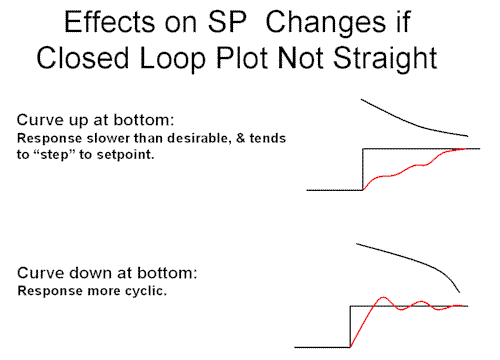 Effects on SP Changes if
Closed Loop Plot Not Straight
Curve up at bottom:
Response slower than desirable, & tends
to “step” to setpoint.
Curve down at bottom:
Response more cyclic.